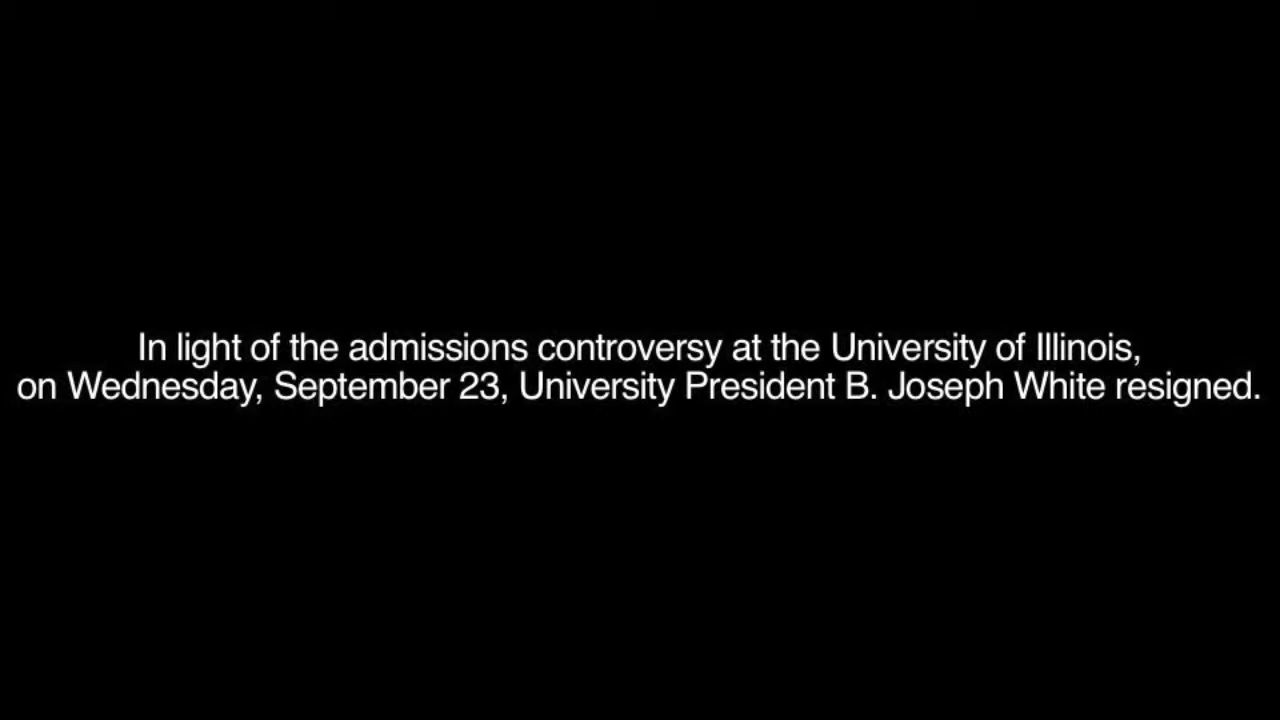 In light of the admissions controversy at the University of Illinois,
on Wednesday, September 23, University President B. Joseph White resigned.